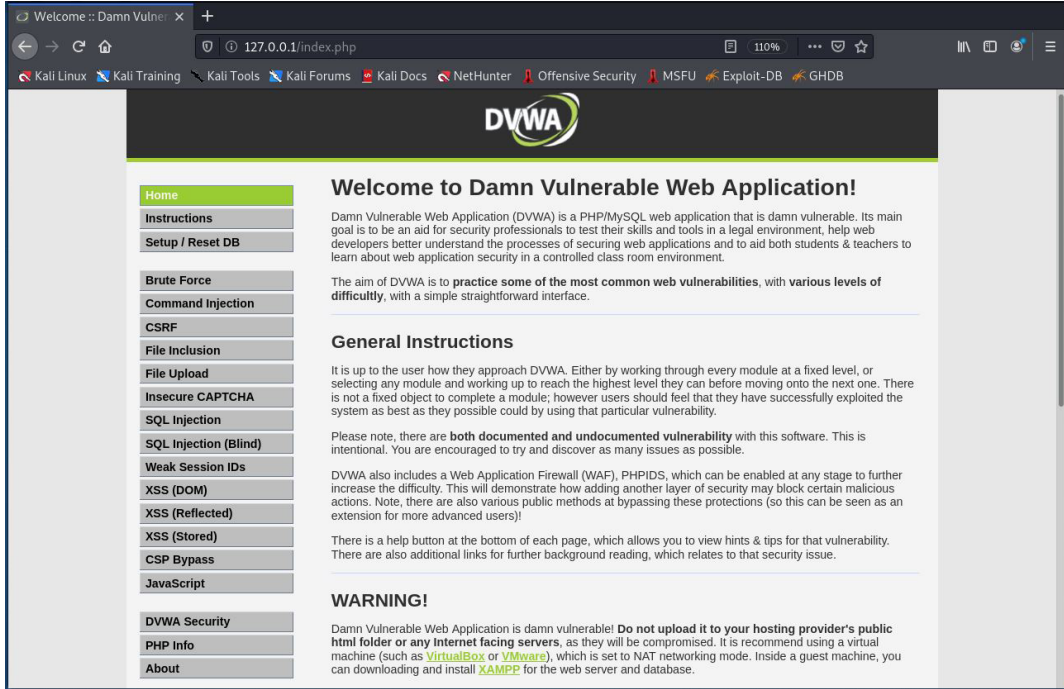 Welcome :: Damn Vulner
127.0.0.1/index.php
110%
Kali Linux Kali Training Kali Tools Kali Forums Kali Docs NetHunter Offensive Security MSFU Exploit-DB GHDB
DVWA
Home
Instructions
Setup / Reset DB
Brute Force
Command Injection
CSRF
File Inclusion
File Upload
Insecure CAPTCHA
SQL Injection
SQL Injection (Blind)
Weak Session IDs
XSS (DOM)
XSS (Reflected)
XSS (Stored)
CSP Bypass
JavaScript
DVWA Security
PHP Info
About
Welcome to Damn Vulnerable Web Application!
Damn Vulnerable Web Application (DVWA) is a PHP/MySQL web application that is damn vulnerable. Its main
goal is to be an aid for security professionals to test their skills and tools in a legal environment, help web
developers better understand the processes of securing web applications and to aid both students & teachers to
learn about web application security in a controlled class room environment.
The aim of DVWA is to practice some of the most common web vulnerabilities, with various levels of
difficultly, with a simple straightforward interface.
General Instructions
It is up to the user how they approach DVWA. Either by working through every module at a fixed level, or
selecting any module and working up to reach the highest level they can before moving onto the next one. There
is not a fixed object to complete a module; however users should feel that they have successfully exploited the
system as best as they possible could by using that particular vulnerability.
Please note, there are both documented and undocumented vulnerability with this software. This is
intentional. You are encouraged to try and discover as many issues as possible.
DVWA also includes a Web Application Firewall (WAF), PHPIDS, which can be enabled at any stage to further
increase the difficulty. This will demonstrate how adding another layer of security may block certain malicious
actions. Note, there are also various public methods at bypassing these protections (so this can be seen as an
extension for more advanced users)!
There is a help button at the bottom of each page, which allows you to view hints & tips for that vulnerability.
There are also additional links for further background reading, which relates to that security issue.
WARNING!
Damn Vulnerable Web Application is damn vulnerable! Do not upload it to your hosting provider's public
html folder or any Internet facing servers, as they will be compromised. It is recommend using a virtual
machine (such as VirtualBox or VMware), which is set to NAT networking mode. Inside a guest machine, you
can downloading and install XAMPP for the web server and database.